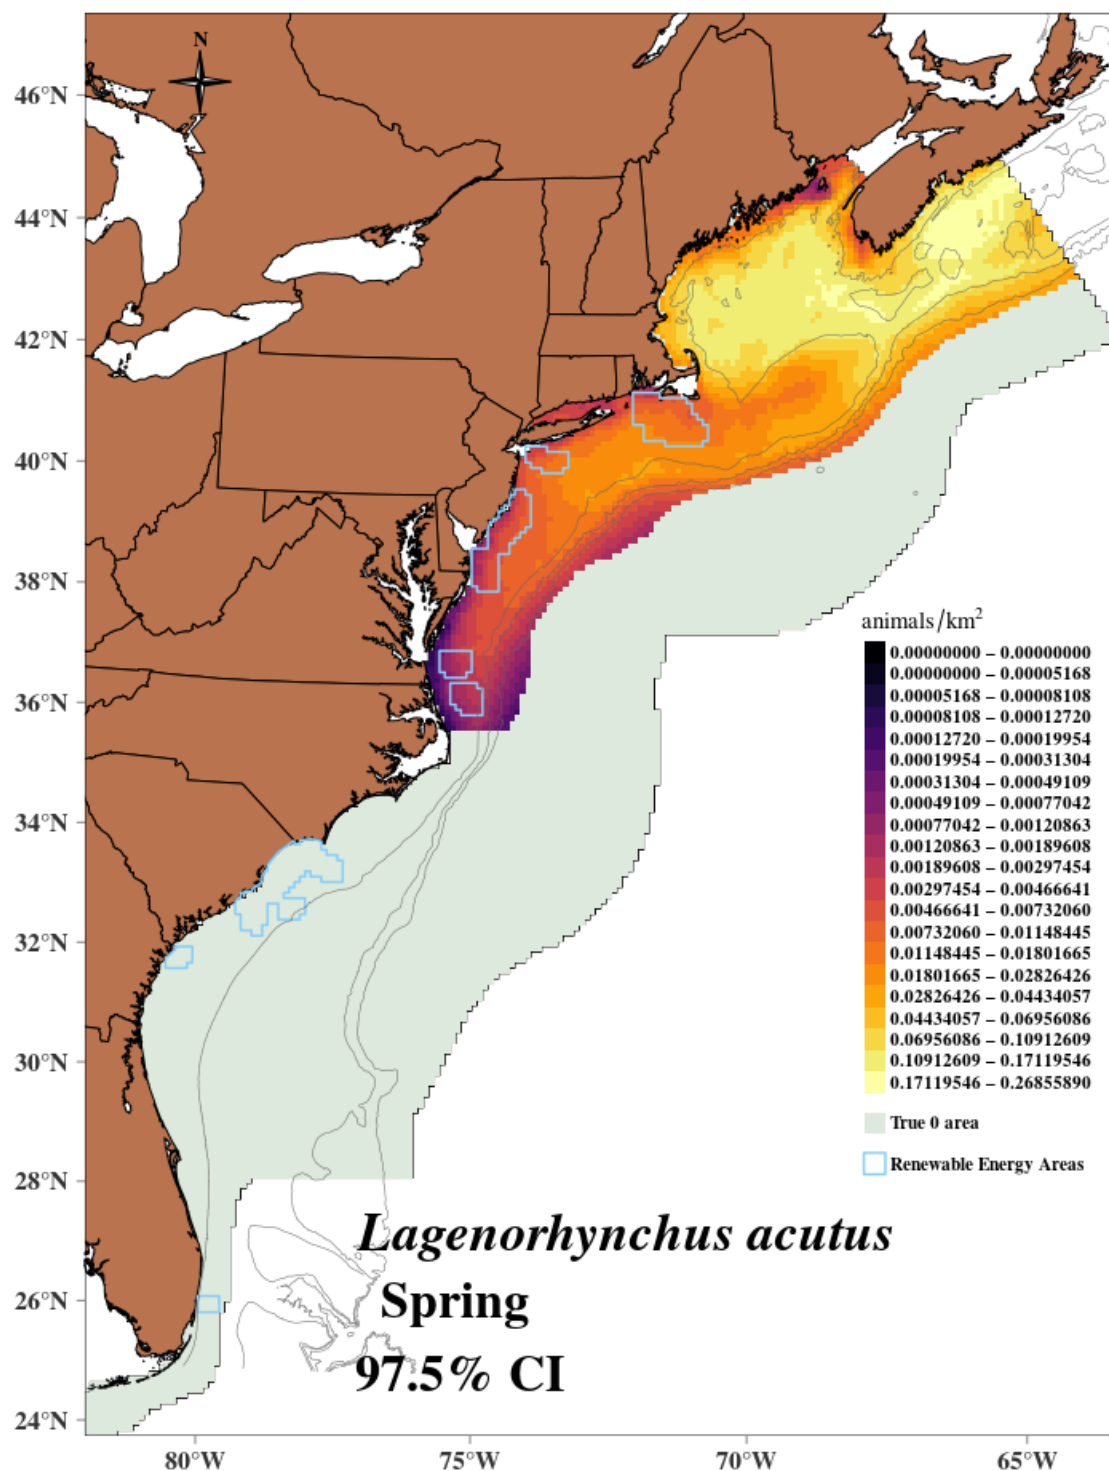 N
46°N
44°N
42°N
40°N
38°N
36°N
34°N
32°N
30°N
28°N
26°N
24°N
80°W
75°W
70°W
65°W
animals/km²
0.00000000 – 0.00000000
0.00000000 – 0.00005168
0.00005168 – 0.00008108
0.00008108 – 0.00012720
0.00012720 – 0.00019954
0.00019954 – 0.00031304
0.00031304 – 0.00049109
0.00049109 – 0.00077042
0.00077042 – 0.00120863
0.00120863 – 0.00189608
0.00189608 – 0.00297454
0.00297454 – 0.00466641
0.00466641 – 0.00732060
0.00732060 – 0.01148445
0.01148445 – 0.01801665
0.01801665 – 0.02826426
0.02826426 – 0.04434057
0.04434057 – 0.06956086
0.06956086 – 0.10912609
0.10912609 – 0.17119546
0.17119546 – 0.26855890
True 0 area
Renewable Energy Areas
Lagenorhynchus acutus
Spring
97.5% CI